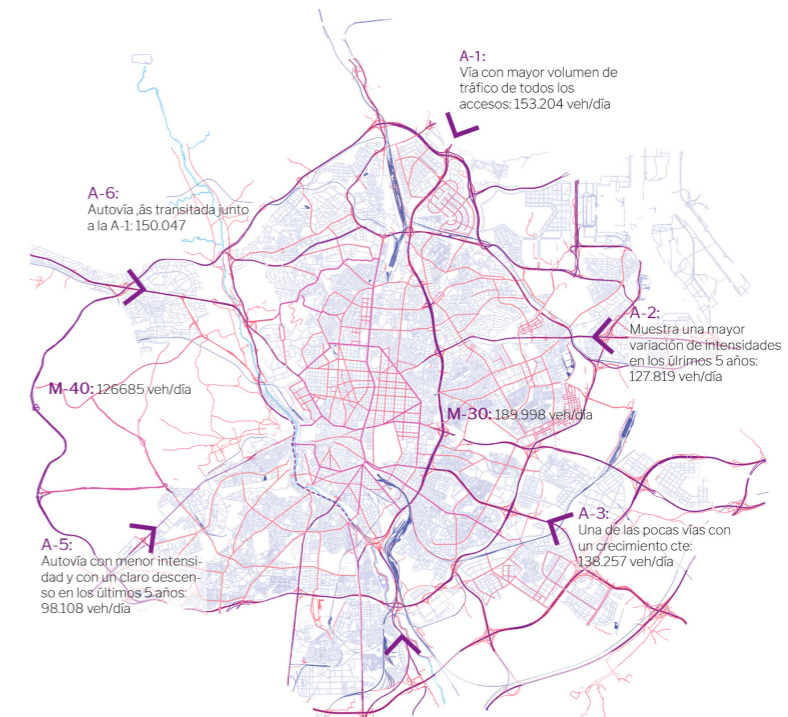 A-1:
Vía con mayor volumen de
tráfico de todos los
accesos: 153.204 veh/día
A-6:
Autovía ,ás transitada junto
a la A-1: 150.047
A-2:
Muestra una mayor
variación de intensidades
en los úlrimos 5 años:
127.819 veh/día
M-40: 126685 veh/día
M-30: 189.998 veh/día
A-3:
Una de las pocas vías con
un crecimiento cte:
138.257 veh/día
A-5:
Autovía con menor intensi-
dad y con un claro descen-
so en los últimos 5 años:
98.108 veh/día